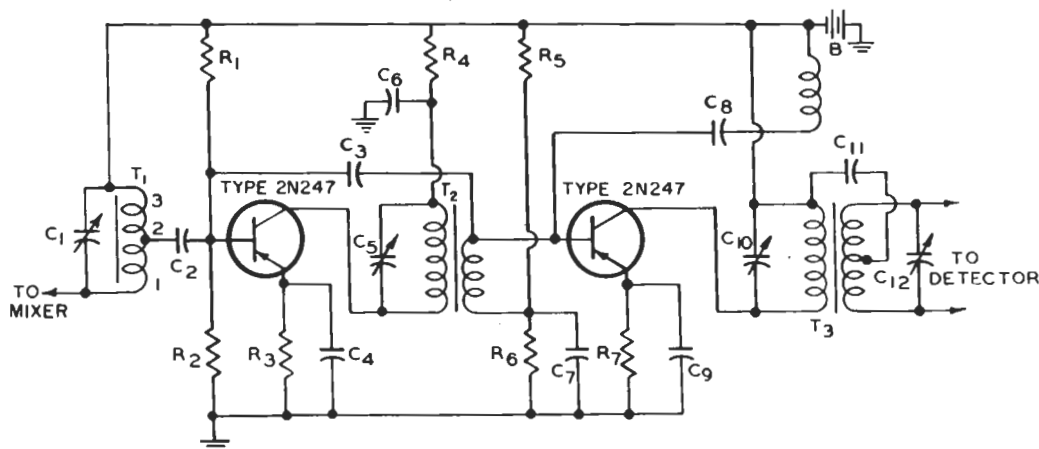 R1
R4
R5
B
C6
C8
C3
C11
T1
3
2
1
TYPE 2N247
T2
TYPE 2N247
C1
C2
C5
C10
C12
TO
MIXER
TO
DETECTOR
T3
R2
R3
C4
R6
C7
R7
C9